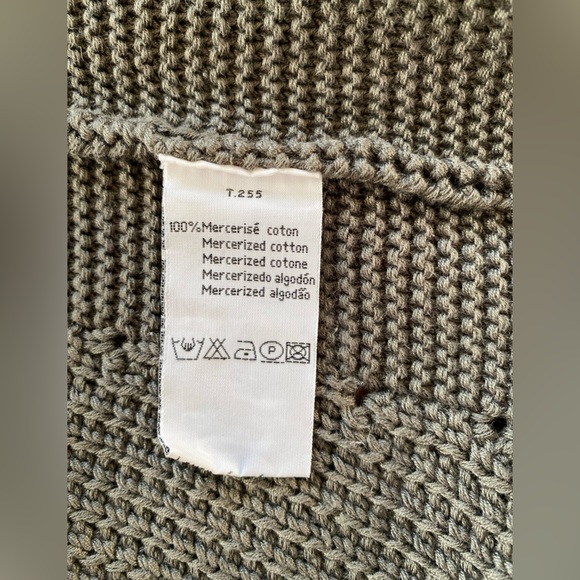 T.255
100%Mercerisé coton
Mercerized cotton
Mercerized cotone
Mercerizedo algodón
Mercerized algodão
P